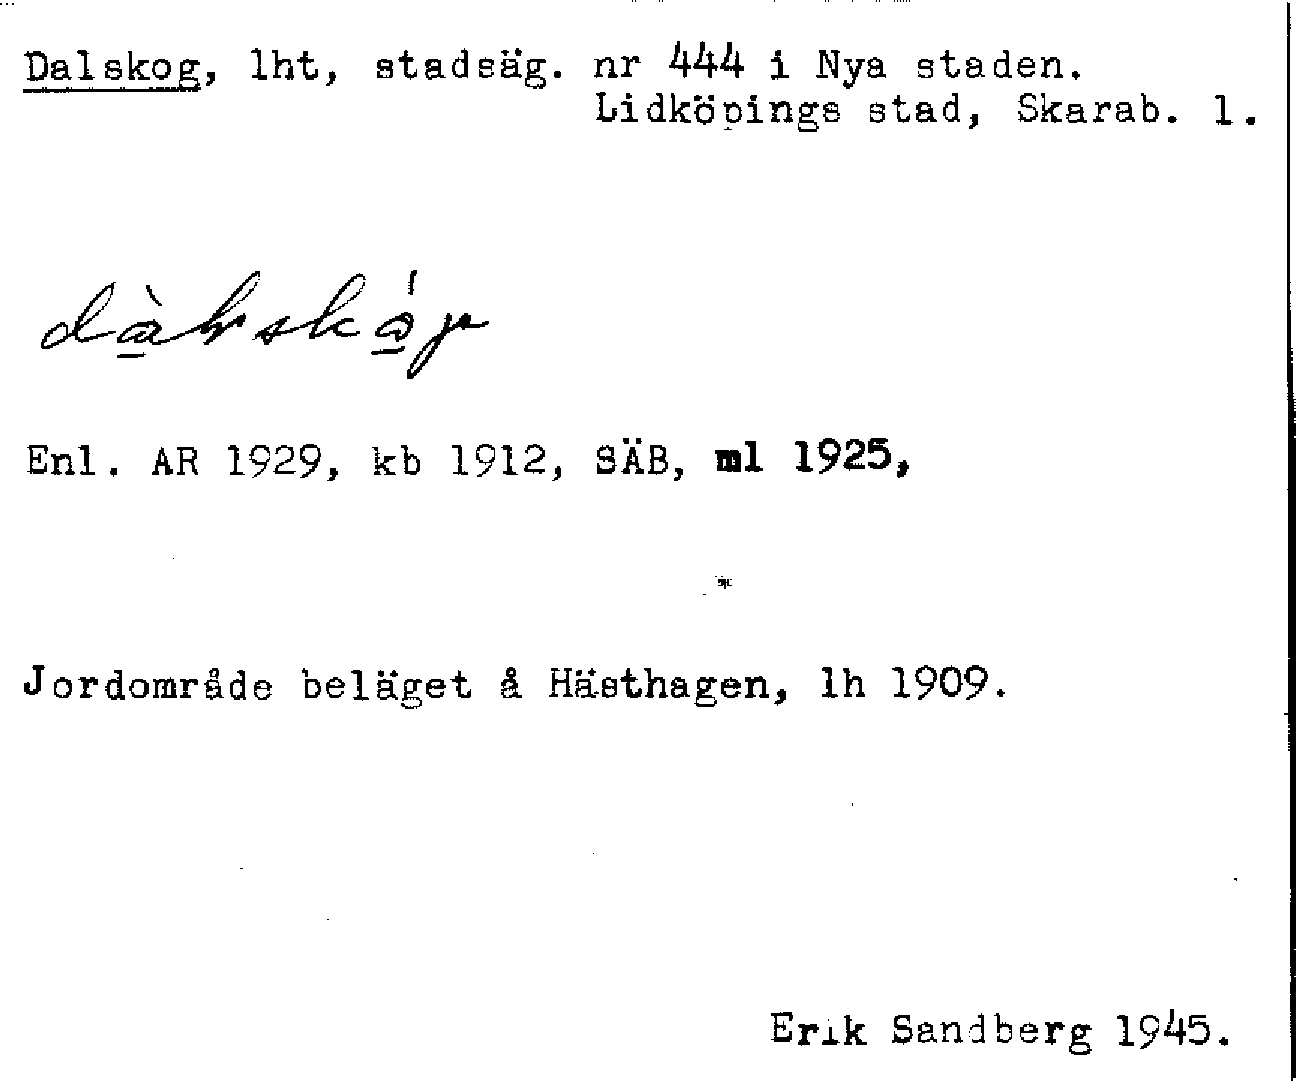 Dalskog, lht, stadsäg. nr 444 i Nya staden.
Lidköpings stad, Skarab. l.
Enl. AR 1929, kb 1912, SÄB, ml 1925,
Jordområde beläget å Hästhagen, lh 1909.
Erik Sandberg 1945.